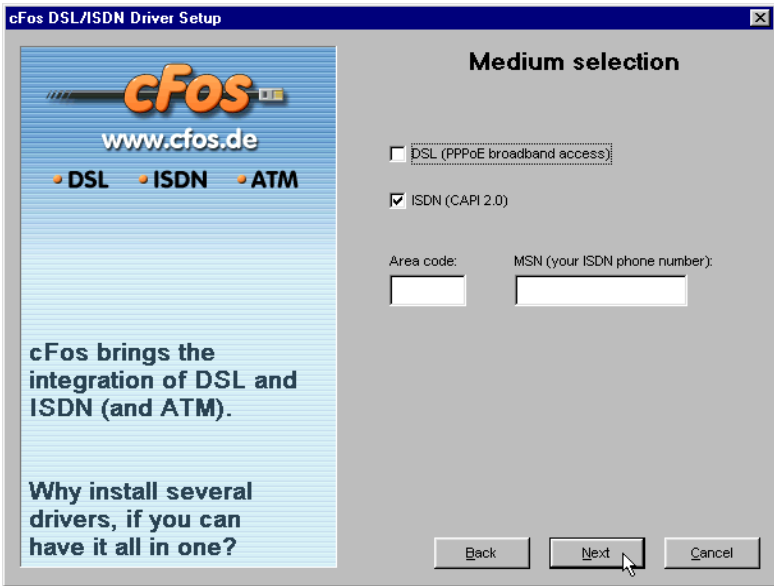 cFos DSL/ISDN Driver Setup
cFos
www.cfos.de
DSL ISDN ATM
cFos brings the
integration of DSL and
ISDN (and ATM).
Why install several
drivers, if you can
have it all in one?
Medium selection
DSL (PPPoE broadband access)
ISDN (CAPI 2.0)
Area code: MSN (your ISDN phone number):
Back Next Cancel